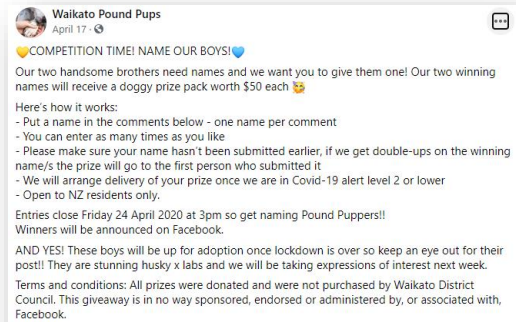 Waikato Pound Pups
April 17 ·
💛COMPETITION TIME! NAME OUR BOYS!💙
Our two handsome brothers need names and we want you to give them one! Our two winning
names will receive a doggy prize pack worth $50 each 🥰
Here's how it works:
- Put a name in the comments below - one name per comment
- You can enter as many times as you like
- Please make sure your name hasn't been submitted earlier, if we get double-ups on the winning
name/s the prize will go to the first person who submitted it
- We will arrange delivery of your prize once we are in Covid-19 alert level 2 or lower
- Open to NZ residents only.
Entries close Friday 24 April 2020 at 3pm so get naming Pound Puppers!!
Winners will be announced on Facebook.
AND YES! These boys will be up for adoption once lockdown is over so keep an eye out for their
post!! They are stunning husky x labs and we will be taking expressions of interest next week.
Terms and conditions: All prizes were donated and were not purchased by Waikato District
Council. This giveaway is in no way sponsored, endorsed or administered by, or associated with,
Facebook.